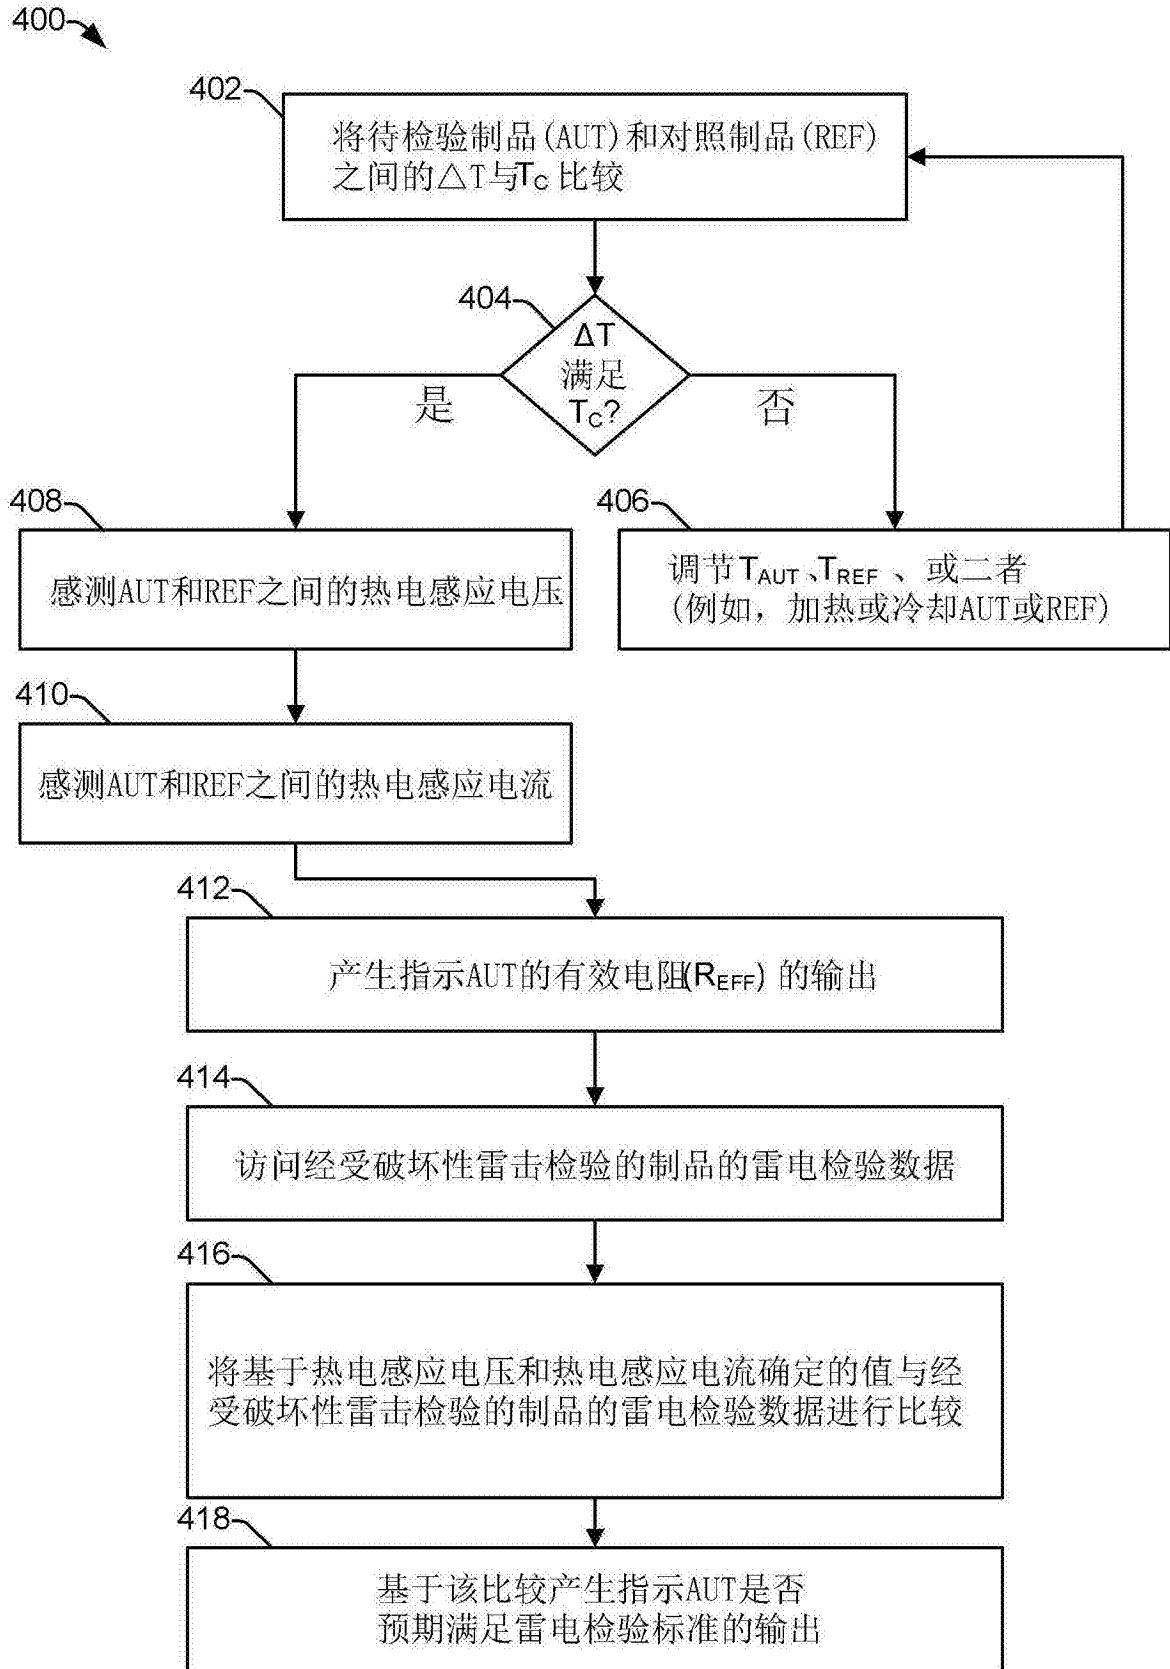 400
402
将待检验制品(AUT)和对照制品(REF)
之间的△T与TC 比较
404
ΔT
满足
TC?
是
否
408
感测AUT和REF之间的热电感应电压
406
调节TAUT、TREF 、或二者
(例如，加热或冷却AUT或REF)
410
感测AUT和REF之间的热电感应电流
412
产生指示AUT的有效电阻(REFF) 的输出
414
访问经受破坏性雷击检验的制品的雷电检验数据
416
将基于热电感应电压和热电感应电流确定的值与经
受破坏性雷击检验的制品的雷电检验数据进行比较
418
基于该比较产生指示AUT是否
预期满足雷电检验标准的输出